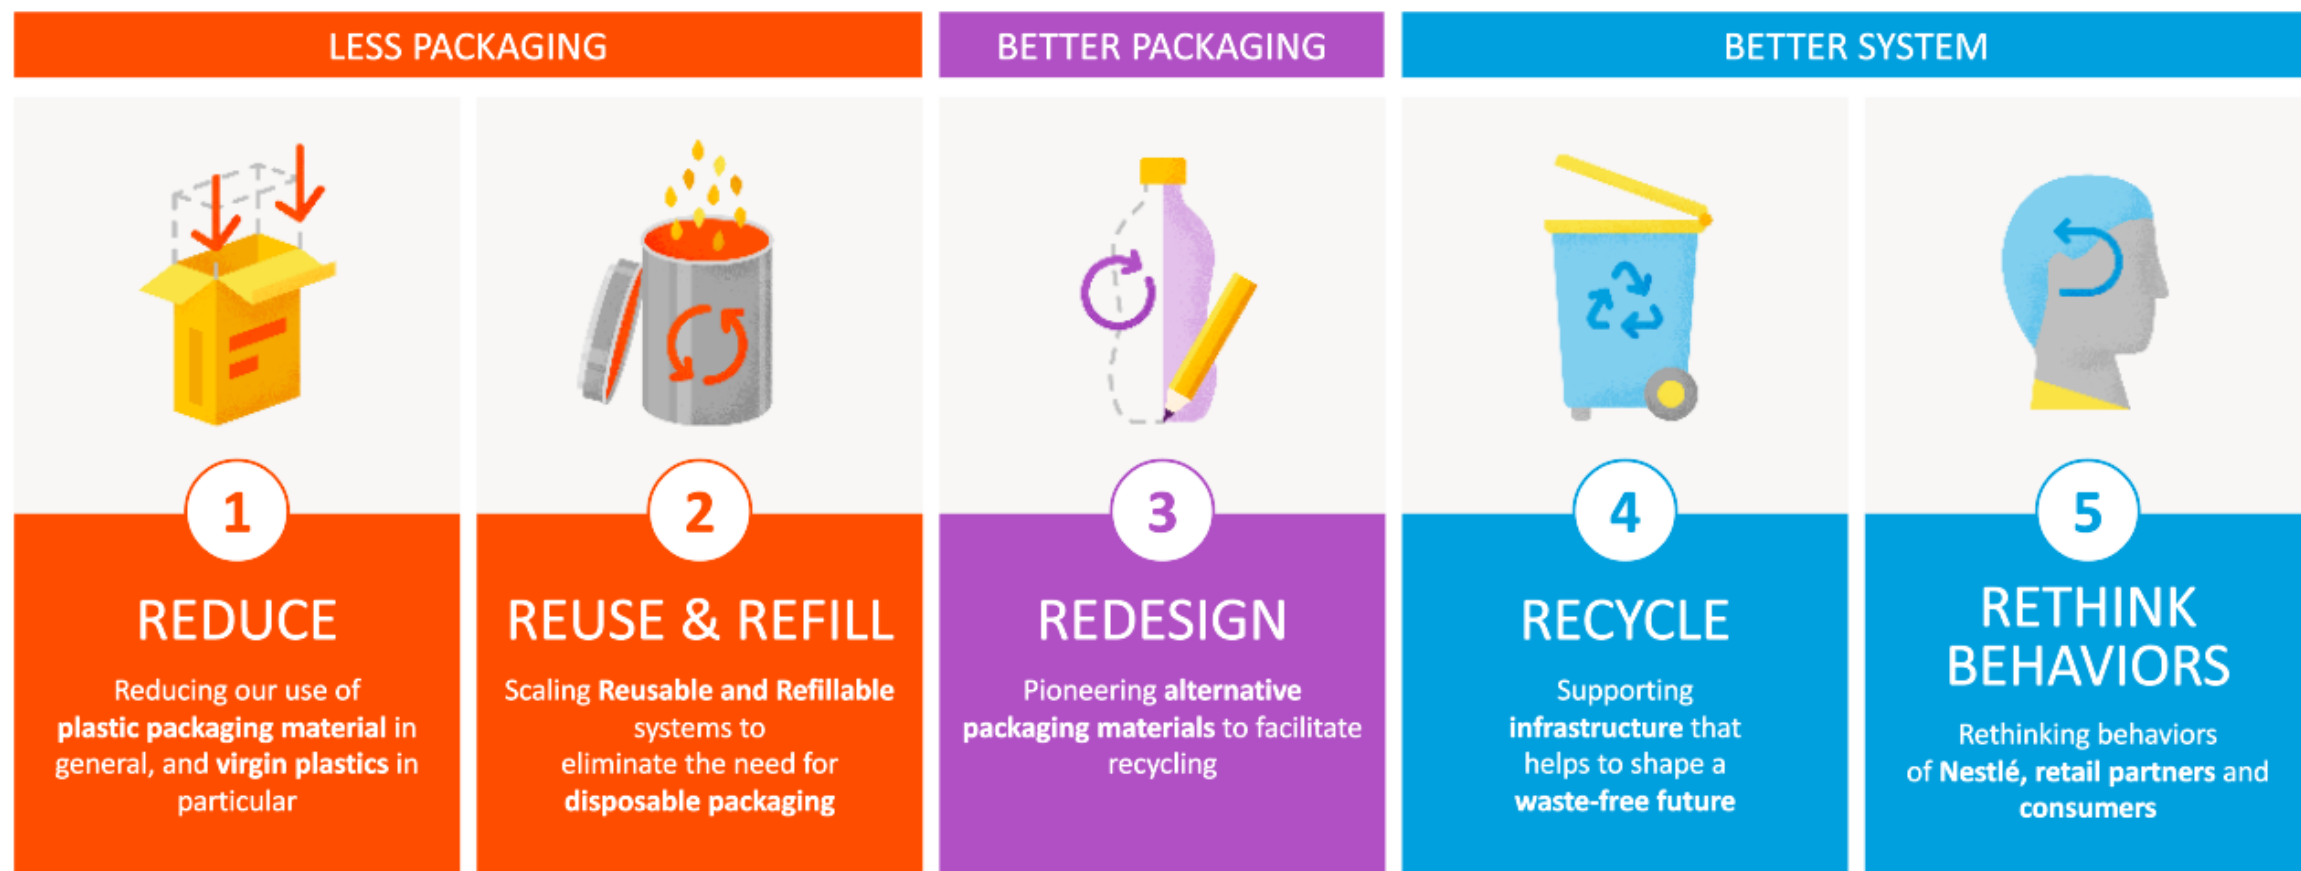 LESS PACKAGING
BETTER PACKAGING
BETTER SYSTEM
1
REDUCE
Reducing our use of
plastic packaging material in
general, and virgin plastics in
particular
2
REUSE & REFILL
Scaling Reusable and Refillable
systems to
eliminate the need for
disposable packaging
3
REDESIGN
Pioneering alternative
packaging materials to facilitate
recycling
4
RECYCLE
Supporting
infrastructure that
helps to shape a
waste-free future
5
RETHINK
BEHAVIORS
Rethinking behaviors
of Nestlé, retail partners and
consumers